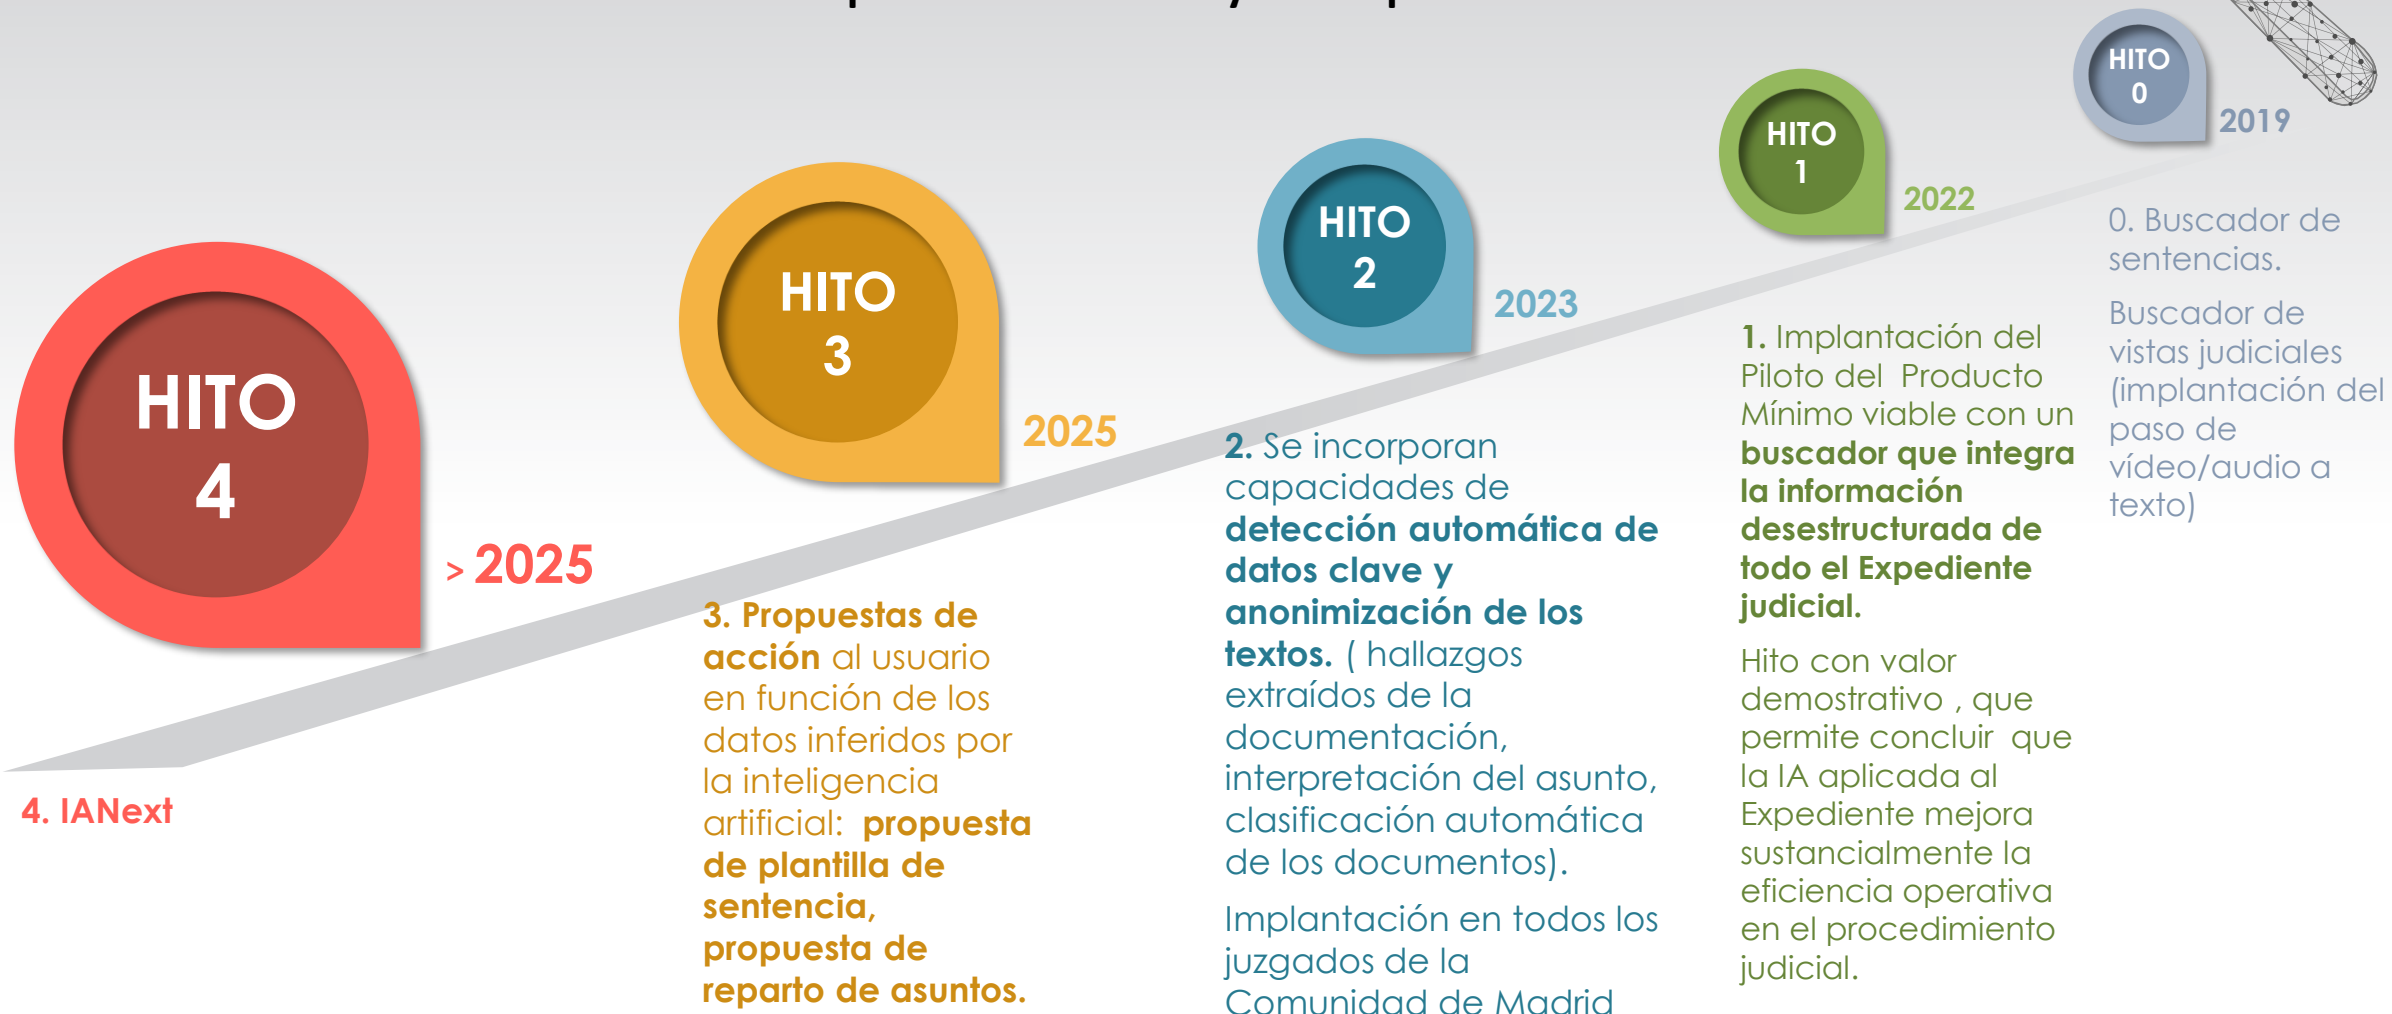 HITO
4
> 2025
4. IANext
HITO
3
2025
3. Propuestas de
acción al usuario
en función de los
datos inferidos por
la inteligencia
artificial:  propuesta
de plantilla de
sentencia,
propuesta de
reparto de asuntos.
HITO
2
2023
2. Se incorporan
capacidades de
detección automática de
datos clave y
anonimización de los
textos. ( hallazgos
extraídos de la
documentación,
interpretación del asunto,
clasificación automática
de los documentos).
Implantación en todos los
juzgados de la
Comunidad de Madrid
HITO
1
2022
1. Implantación del
Piloto del  Producto
Mínimo viable con un
buscador que integra
la información
desestructurada de
todo el Expediente
judicial.
Hito con valor
demostrativo , que
permite concluir  que
la IA aplicada al
Expediente mejora
sustancialmente la
eficiencia operativa
en el procedimiento
judicial.
HITO
0
2019
0. Buscador de
sentencias.
Buscador de
vistas judiciales
(implantación del
paso de
vídeo/audio a
texto)